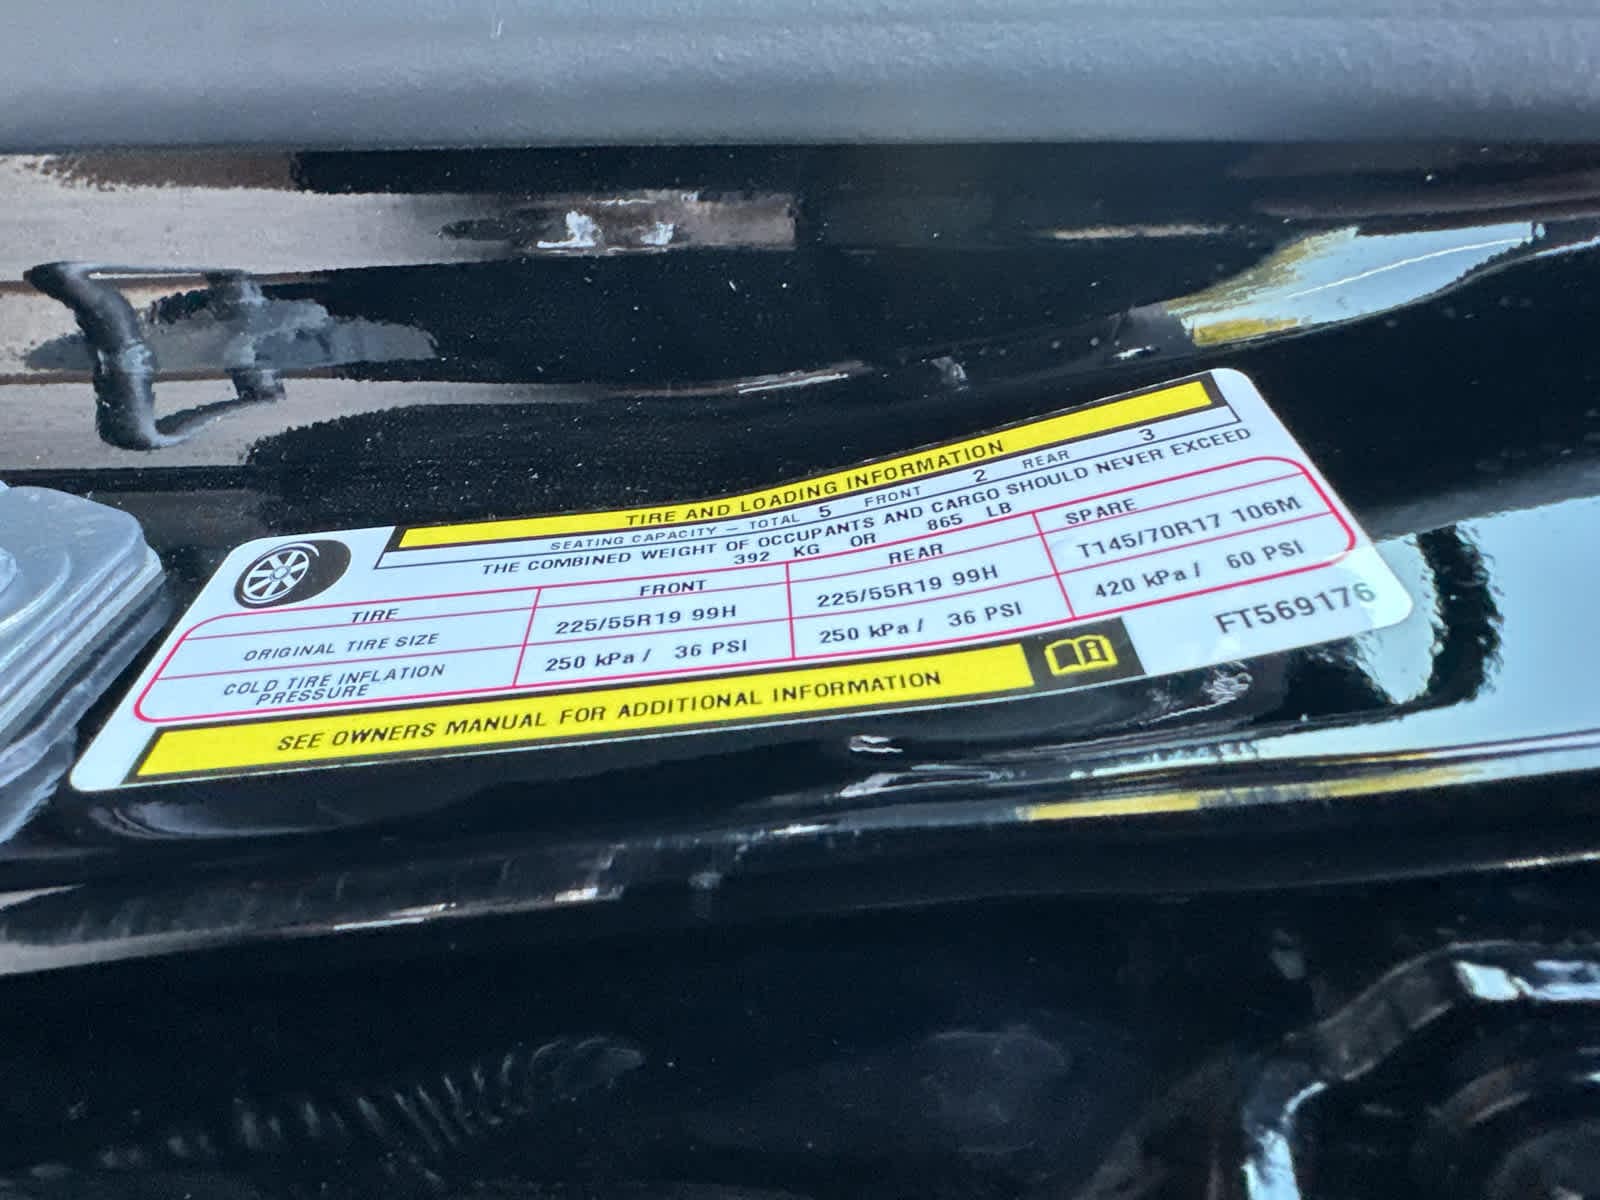 TIRE AND LOADING INFORMATION
SEATING CAPACITY – TOTAL 5 FRONT 2 REAR 3
THE COMBINED WEIGHT OF OCCUPANTS AND CARGO SHOULD NEVER EXCEED
392 KG OR 865 LB
TIRE FRONT REAR SPARE
ORIGINAL TIRE SIZE 225/55R19 99H 225/55R19 99H T145/70R17 106M
COLD TIRE INFLATION PRESSURE 250 kPa / 36 PSI 250 kPa / 36 PSI 420 kPa / 60 PSI
SEE OWNERS MANUAL FOR ADDITIONAL INFORMATION
FT569176